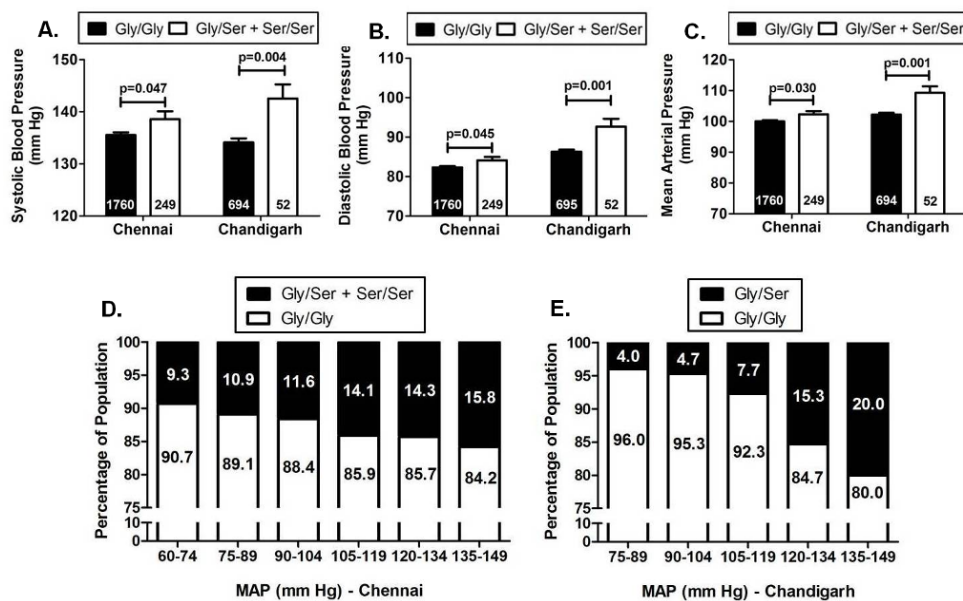 A.
Gly/Gly Gly/Ser + Ser/Ser
Systolic Blood Pressure
(mm Hg)
150
140
130
120
p=0.047
p=0.004
1760 249 694 52
Chennai Chandigarh
B.
Gly/Gly Gly/Ser + Ser/Ser
Diastolic Blood Pressure
(mm Hg)
100
90
80
70
p=0.045
p=0.001
1760 249 695 52
Chennai Chandigarh
C.
Gly/Gly Gly/Ser + Ser/Ser
Mean Arterial Pressure
(mm Hg)
120
110
100
90
80
70
p=0.030
p=0.001
1760 249 694 52
Chennai Chandigarh
D.
Gly/Ser + Ser/Ser
Gly/Gly
Percentage of Population
100
95
90
85
80
75
10
0
9.3 10.9 11.6 14.1 14.3 15.8
90.7 89.1 88.4 85.9 85.7 84.2
60-74 75-89 90-104 105-119 120-134 135-149
MAP (mm Hg) - Chennai
E.
Gly/Ser
Gly/Gly
Percentage of Population
100
95
90
85
80
75
10
0
4.0 4.7 7.7 15.3 20.0
96.0 95.3 92.3 84.7 80.0
75-89 90-104 105-119 120-134 135-149
MAP (mm Hg) - Chandigarh